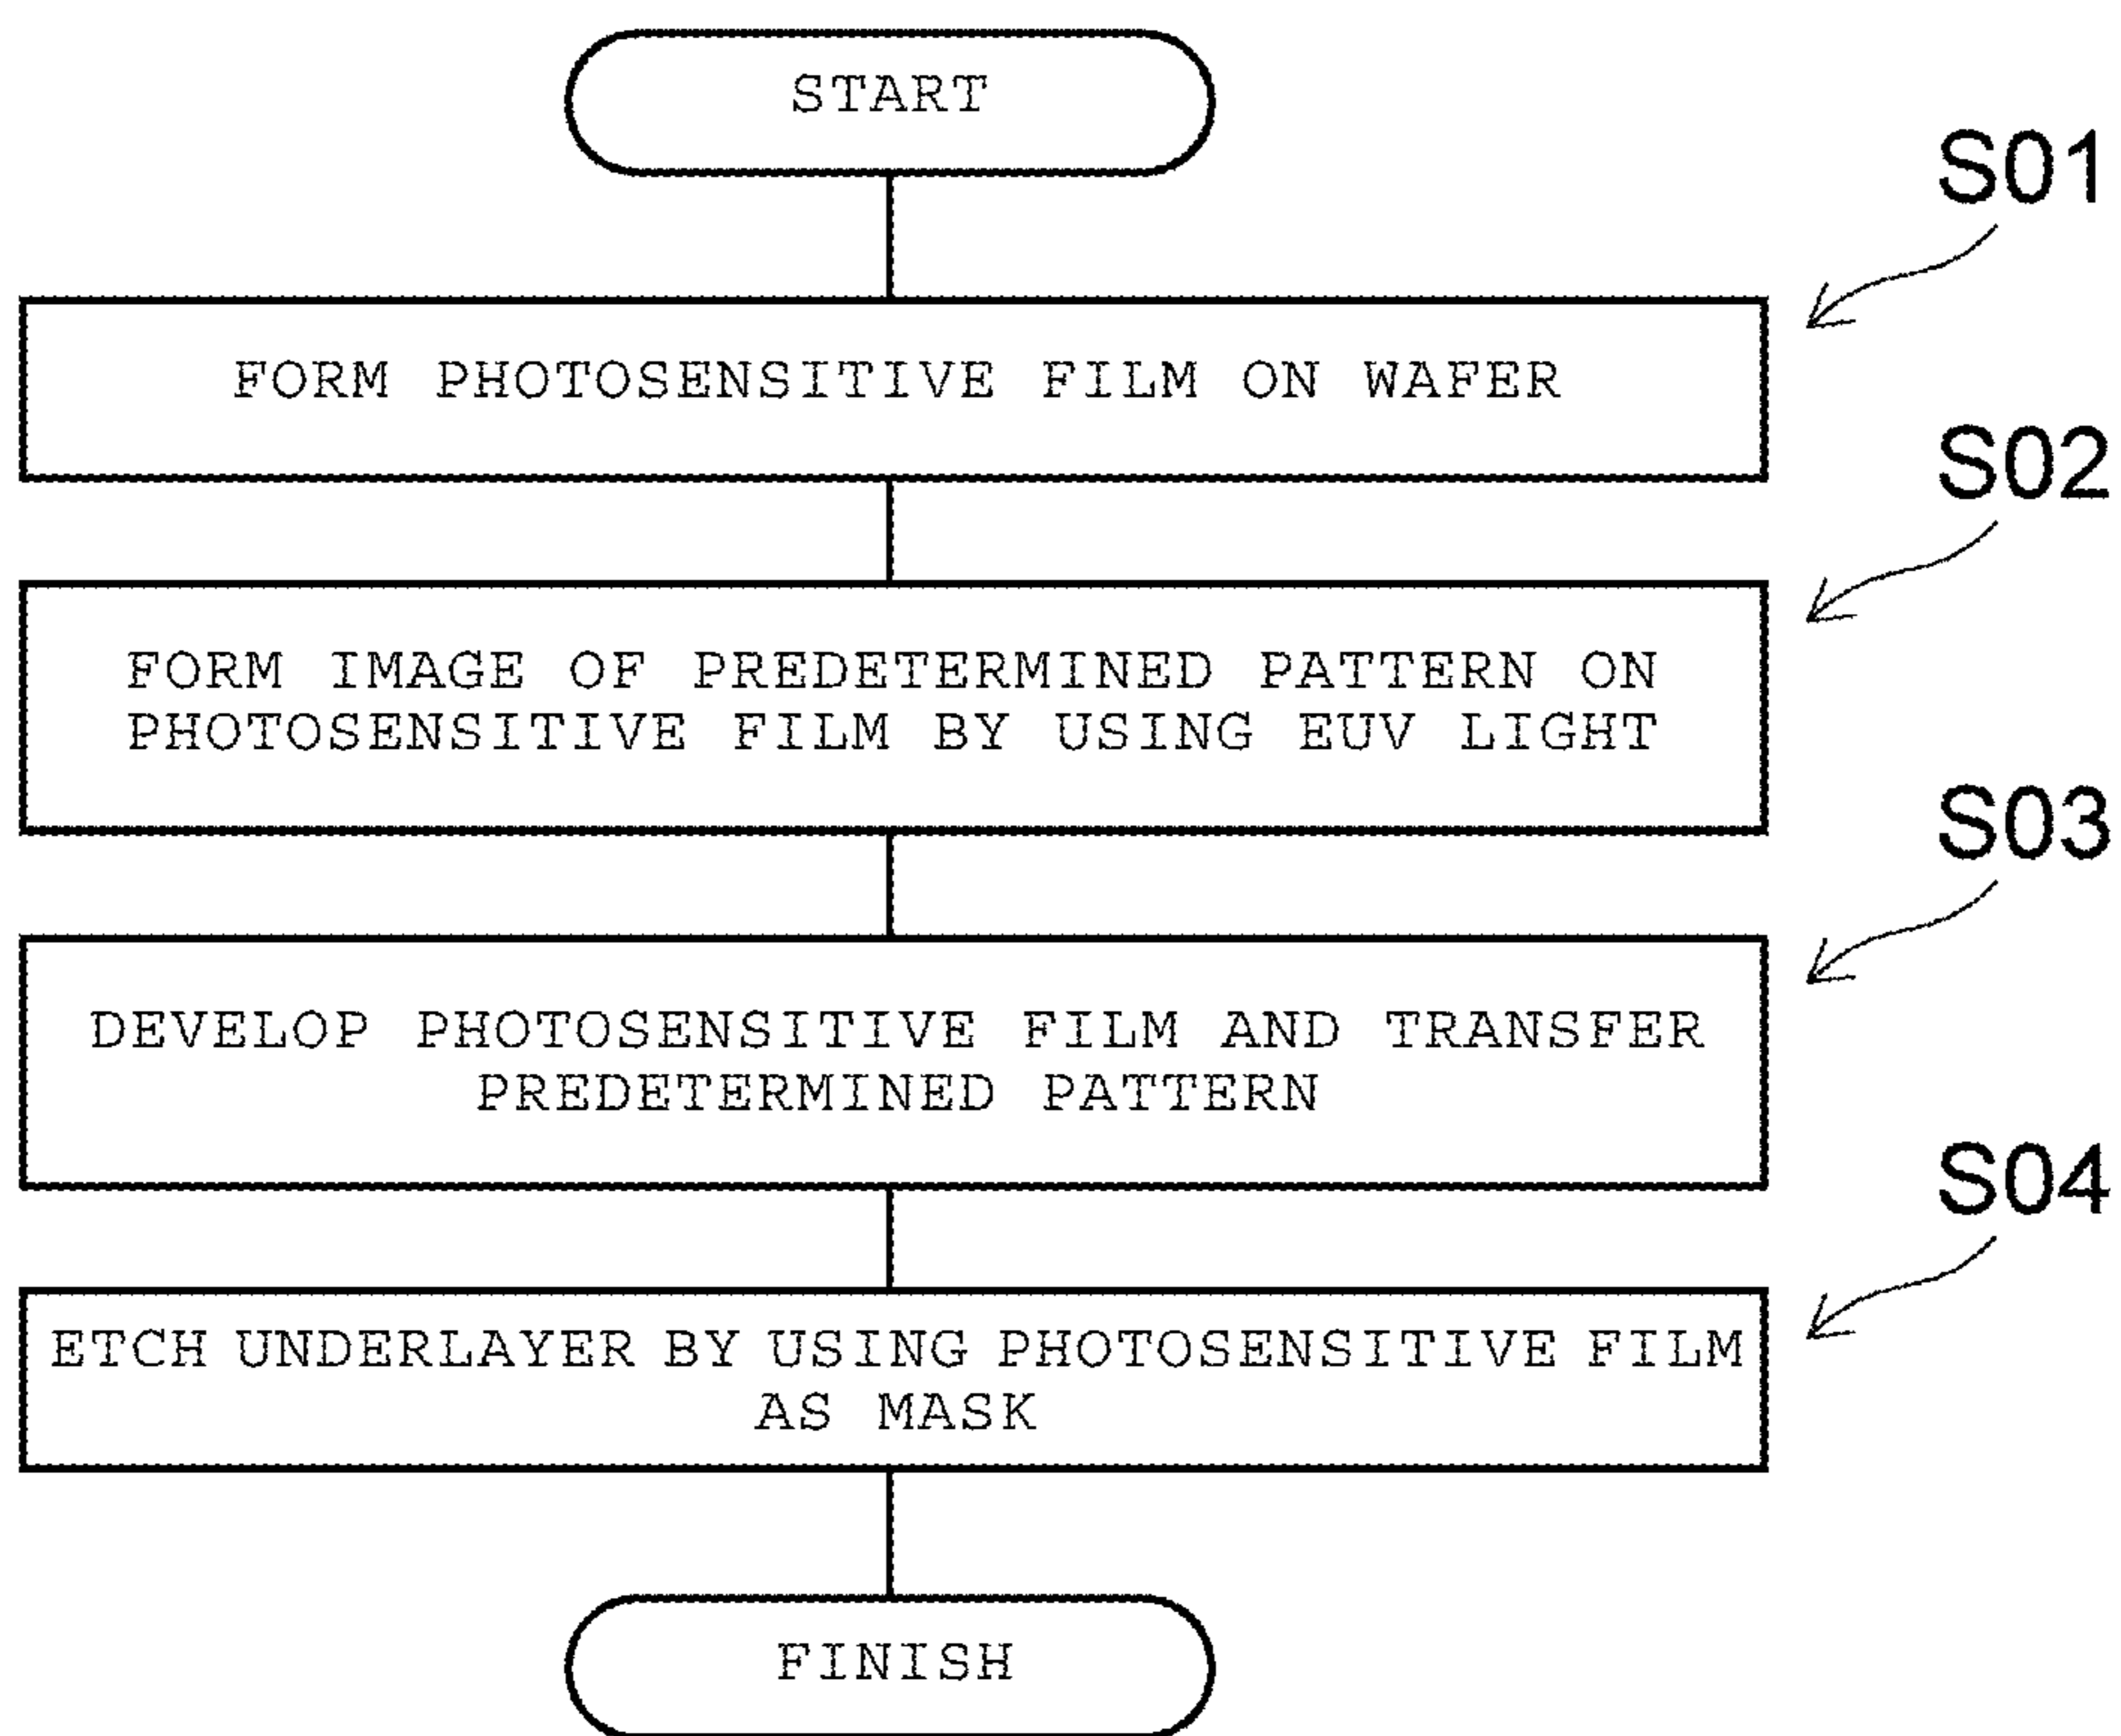 START
S01
FORM PHOTOSENSITIVE FILM ON WAFER
S02
FORM IMAGE OF PREDETERMINED PATTERN ON
PHOTOSENSITIVE FILM BY USING EUV LIGHT
S03
DEVELOP PHOTOSENSITIVE FILM AND TRANSFER
PREDETERMINED PATTERN
S04
ETCH UNDERLAYER BY USING PHOTOSENSITIVE FILM
AS MASK
FINISH